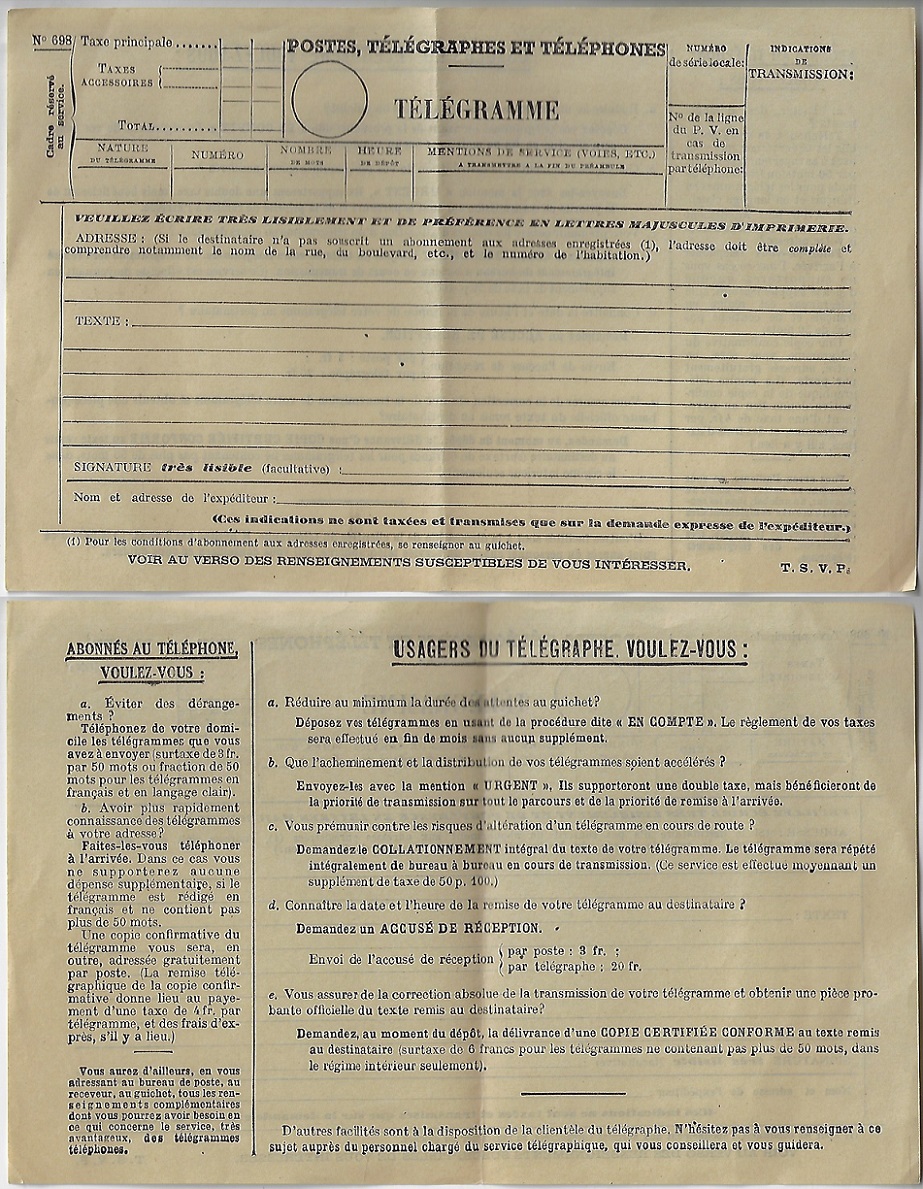 N° 698
Cadre réservé
au service.
Taxe principale.......
TAXES
ACCESSOIRES
TOTAL..........
POSTES, TÉLÉGRAPHES ET TÉLÉPHONES
TÉLÉGRAMME
NUMÉRO
de série locale:
N° de la ligne
du P. V. en
cas de
transmission
par téléphone:
INDICATIONS
DE
TRANSMISSION:
NATURE
DU TÉLÉGRAMME
NUMÉRO
NOMBRE
DE MOTS
HEURE
DE DÉPÔT
MENTIONS DE SERVICE (VOIES, ETC.)
A TRANSMETTRE A LA FIN DU PRÉAMBULE
VEUILLEZ ÉCRIRE TRÈS LISIBLEMENT ET DE PRÉFÉRENCE EN LETTRES MAJUSCULES D'IMPRIMERIE.
ADRESSE : (Si le destinataire n'a pas souscrit un abonnement aux adresses enregistrées (1), l'adresse doit être complète et
comprendre notamment le nom de la rue, du boulevard, etc., et le numéro de l'habitation.)
TEXTE :
SIGNATURE très lisible (facultative) :
Nom et adresse de l'expéditeur :
(Ces indications ne sont taxées et transmises que sur la demande expresse de l'expéditeur.)
(1) Pour les conditions d'abonnement aux adresses enregistrées, se renseigner au guichet.
VOIR AU VERSO DES RENSEIGNEMENTS SUSCEPTIBLES DE VOUS INTÉRESSER.
T. S. V. P.
ABONNÉS AU TÉLÉPHONE,
VOULEZ-VOUS :
a. Éviter des dérange-
ments ?
Téléphonez de votre domi-
cile les télégrammes que vous
avez à envoyer (surtaxe de 3 fr.
par 50 mots ou fraction de 50
mots pour les télégrammes en
français et en langage clair).
b. Avoir plus rapidement
connaissance des télégrammes
à votre adresse?
Faites-les-vous téléphoner
à l'arrivée. Dans ce cas vous
ne supporterez aucune
dépense supplémentaire, si le
télégramme est rédigé en
français et ne contient pas
plus de 50 mots.
Une copie confirmative du
télégramme vous sera, en
outre, adressée gratuitement
par poste. (La remise télé-
graphique de la copie confir-
mative donne lieu au paye-
ment d'une taxe de 4 fr. par
télégramme, et des frais d'ex-
près, s'il y a lieu.)
Vous aurez d'ailleurs, en vous
adressant au bureau de poste, au
receveur, au guichet, tous les ren-
seignements complémentaires
dont vous pourrez avoir besoin en
ce qui concerne le service, très
avantageux, des télégrammes
téléphonés.
USAGERS DU TÉLÉGRAPHE, VOULEZ-VOUS :
a. Réduire au minimum la durée des attentes au guichet?
Déposez vos télégrammes en usant de la procédure dite « EN COMPTE ». Le règlement de vos taxes
sera effectué en fin de mois sans aucun supplément.
b. Que l'acheminement et la distribution de vos télégrammes soient accélérés ?
Envoyez-les avec la mention « URGENT ». Ils supporteront une double taxe, mais bénéficieront de
la priorité de transmission sur tout le parcours et de la priorité de remise à l'arrivée.
c. Vous prémunir contre les risques d'altération d'un télégramme en cours de route ?
Demandez le COLLATIONNEMENT intégral du texte de votre télégramme. Le télégramme sera répété
intégralement de bureau à bureau en cours de transmission. (Ce service est effectué moyennant un
supplément de taxe de 50 p. 100.)
d. Connaître la date et l'heure de la remise de votre télégramme au destinataire ?
Demandez un ACCUSÉ DE RÉCEPTION.
Envoi de l'accusé de réception
par poste : 3 fr. ;
par télégraphe : 20 fr.
e. Vous assurer de la correction absolue de la transmission de votre télégramme et obtenir une pièce pro-
bante officielle du texte remis au destinataire?
Demandez, au moment du dépôt, la délivrance d'une COPIE CERTIFIÉE CONFORME au texte remis
au destinataire (surtaxe de 6 francs pour les télégrammes ne contenant pas plus de 50 mots, dans
le régime intérieur seulement).
D'autres facilités sont à la disposition de la clientèle du télégraphe. N'hésitez pas à vous renseigner à ce
sujet auprès du personnel chargé du service télégraphique, qui vous conseillera et vous guidera.